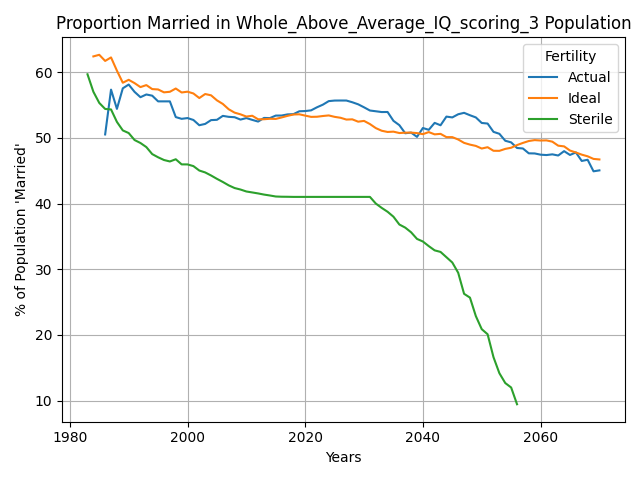 Proportion Married in Whole_Above_Average_IQ_scoring_3 Population
% of Population 'Married'
60
50
40
30
20
10
1980 2000 2020 2040 2060
Years
Fertility
Actual
Ideal
Sterile